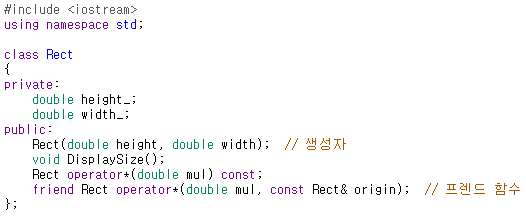 #include <iostream>
using namespace std;

class Rect
{
private:
    double height_;
    double width_;
public:
    Rect(double height, double width);  // 생성자
    void DisplaySize();
    Rect operator*(double mul) const;
    friend Rect operator*(double mul, const Rect& origin);  // 프렌드 함수
};